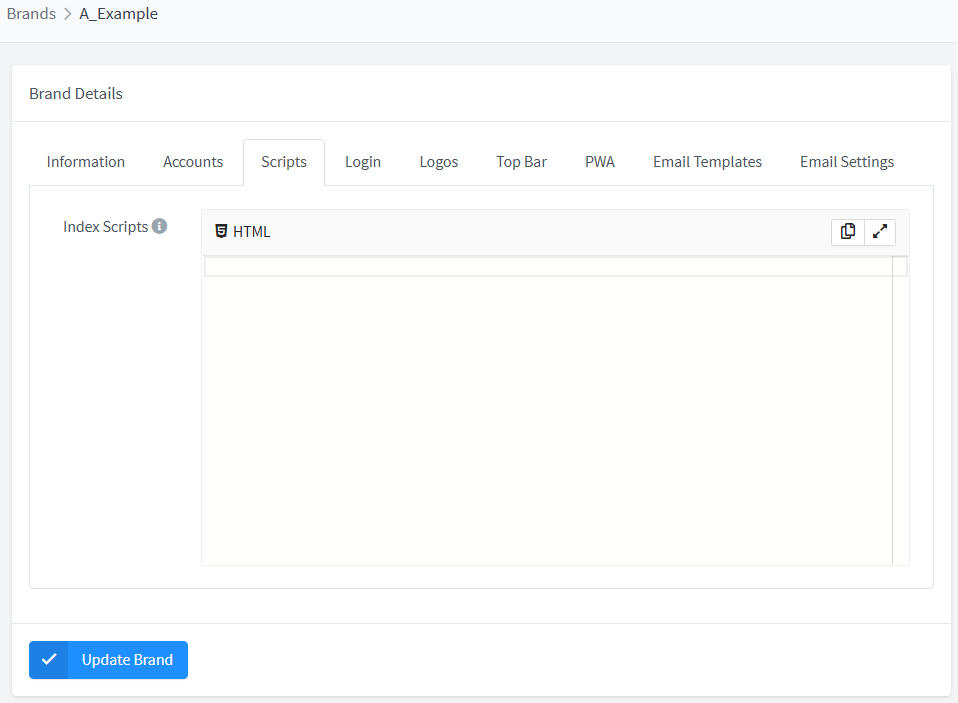 Brands > A_Example
Brand Details
Information Accounts Scripts Login Logos Top Bar PWA Email Templates Email Settings
Index Scripts
HTML
Update Brand